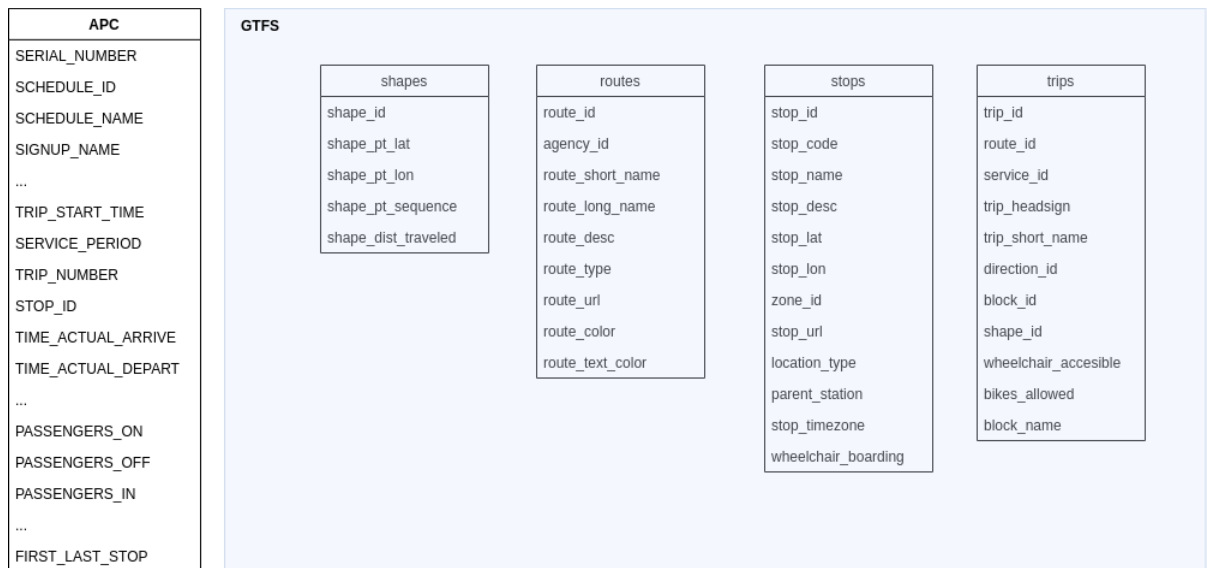 APC
SERIAL_NUMBER
SCHEDULE_ID
SCHEDULE_NAME
SIGNUP_NAME
...
TRIP_START_TIME
SERVICE_PERIOD
TRIP_NUMBER
STOP_ID
TIME_ACTUAL_ARRIVE
TIME_ACTUAL_DEPART
...
PASSENGERS_ON
PASSENGERS_OFF
PASSENGERS_IN
...
FIRST_LAST_STOP
GTFS
shapes
shape_id
shape_pt_lat
shape_pt_lon
shape_pt_sequence
shape_dist_traveled
routes
route_id
agency_id
route_short_name
route_long_name
route_desc
route_type
route_url
route_color
route_text_color
stops
stop_id
stop_code
stop_name
stop_desc
stop_lat
stop_lon
zone_id
stop_url
location_type
parent_station
stop_timezone
wheelchair_boarding
trips
trip_id
route_id
service_id
trip_headsign
trip_short_name
direction_id
block_id
shape_id
wheelchair_accesible
bikes_allowed
block_name